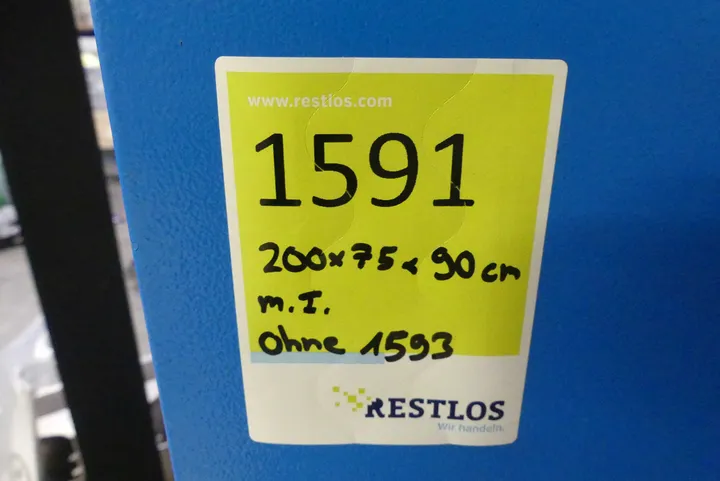 www.restlos.com
1591
200x75x90cm
m.I.
Ohne 1593
RESTLOS
Wir handeln.